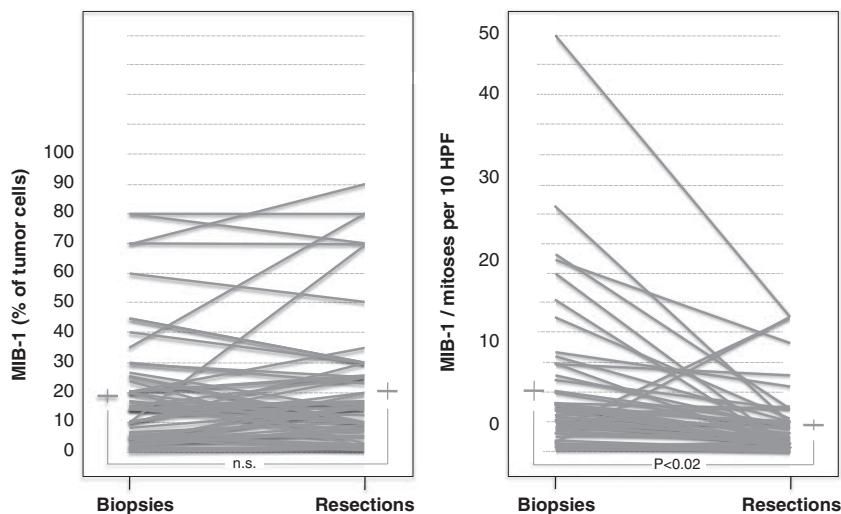 MIB-1 (% of tumor cells)
100
90
80
70
60
50
40
30
20
10
0
n.s.
Biopsies
Resections
MIB-1 / mitoses per 10 HPF
50
40
30
20
10
0
P<0.02
Biopsies
Resections